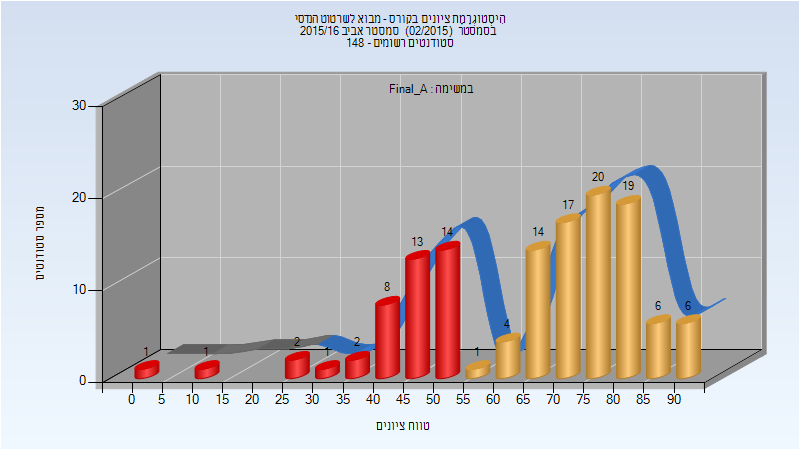 הִיסְטוֹגְרָמַת ציונים בקורס - מבוא לשרטוט הנדסי
בסמסטר (02/2015) סמסטר אביב 2015/16
סטודנטים רשומים - 148
במשימה : Final_A
מספר סטודנטים
30
20
10
0
1 1 2 1 2 8 13 14 1 4 14 17 20 19 6 6
0 5 10 15 20 25 30 35 40 45 50 55 60 65 70 75 80 85 90
טווח ציונים